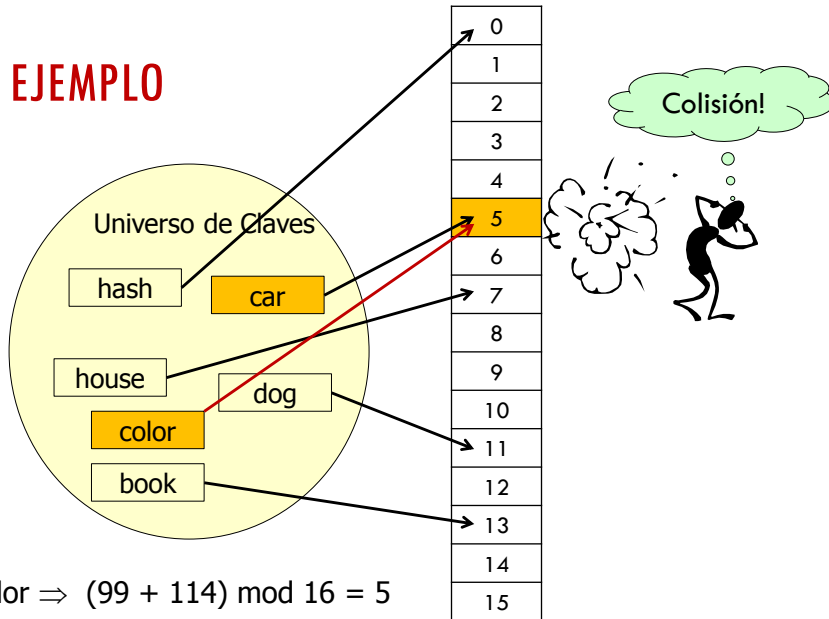 EJEMPLO
Universo de Claves
hash
car
house
dog
color
book
lor ⇒ (99 + 114) mod 16 = 5
0
1
2
3
4
5
6
7
8
9
10
11
12
13
14
15
Colisión!